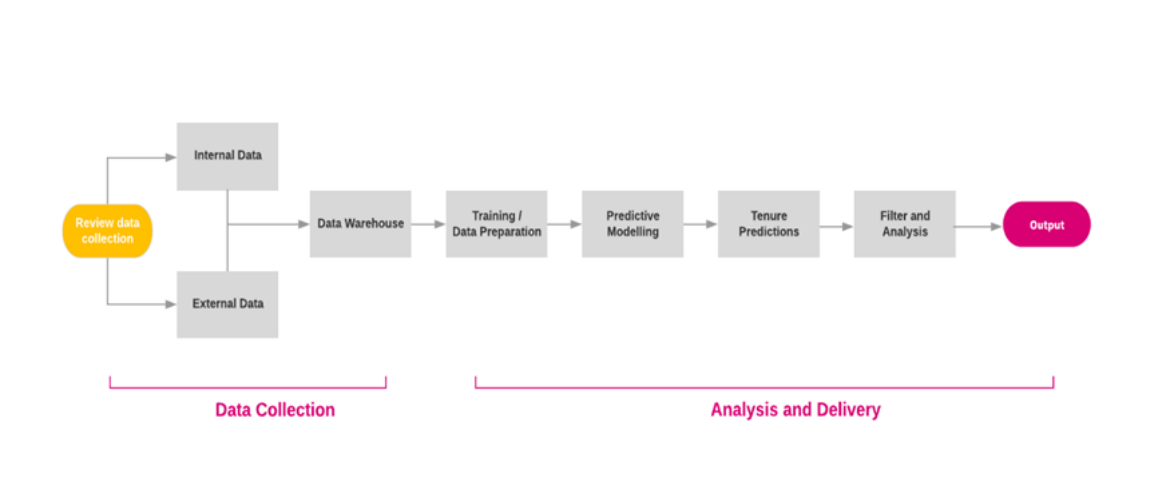 Internal Data
Review data
collection
External Data
Data Warehouse
Training /
Data Preparation
Predictive
Modelling
Tenure
Predictions
Filter and
Analysis
Output
Data Collection
Analysis and Delivery